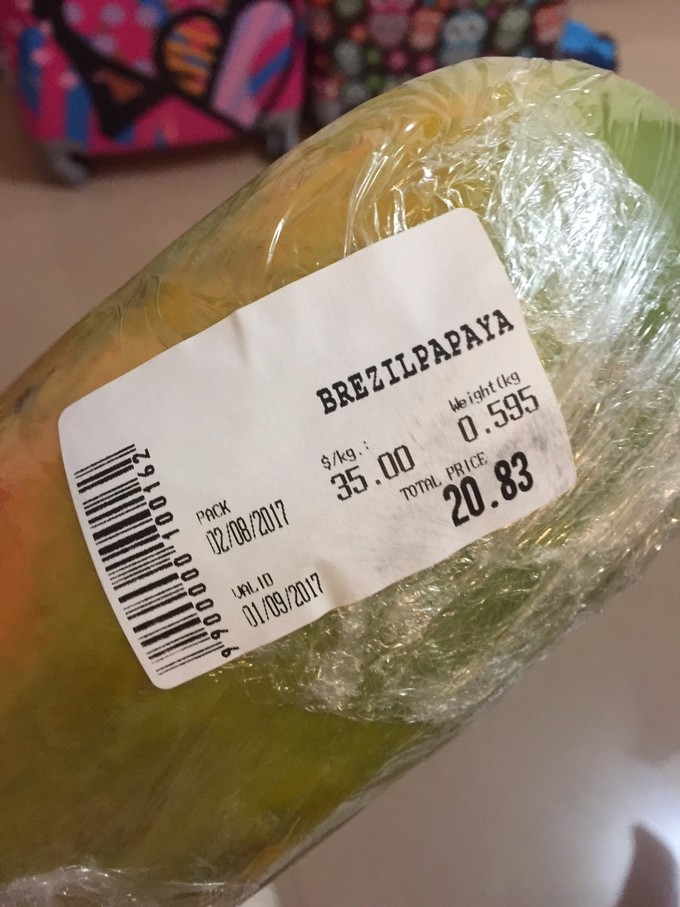 BREZILPAPAYA
$/kg.:
Weight(kg
35.00
0.595
TOTAL PRICE
20.83
PACK
02/08/2017
VALID
01/09/2017
9900000100162